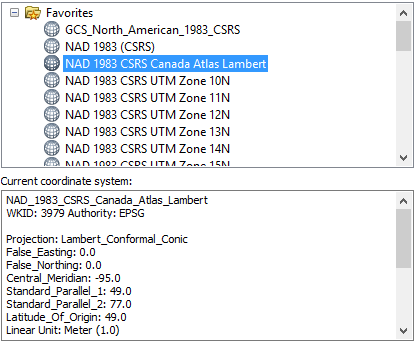 Favorites
GCS_North_American_1983_CSRS
NAD 1983 (CSRS)
NAD 1983 CSRS Canada Atlas Lambert
NAD 1983 CSRS UTM Zone 10N
NAD 1983 CSRS UTM Zone 11N
NAD 1983 CSRS UTM Zone 12N
NAD 1983 CSRS UTM Zone 13N
NAD 1983 CSRS UTM Zone 14N
NAD 1983 CSRS UTM Zone 15N
Current coordinate system:
NAD_1983_CSRS_Canada_Atlas_Lambert
WKID: 3979 Authority: EPSG
Projection: Lambert_Conformal_Conic
False_Easting: 0.0
False_Northing: 0.0
Central_Meridian: -95.0
Standard_Parallel_1: 49.0
Standard_Parallel_2: 77.0
Latitude_Of_Origin: 49.0
Linear Unit: Meter (1.0)